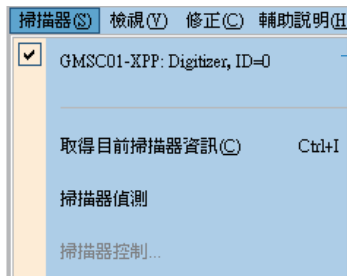 掃描器(S) 檢視(V) 修正(C) 輔助說明(H
GMSC01-XPP: Digitizer, ID=0
取得目前掃描器資訊(C) Ctrl+I
掃描器偵測
掃描器控制...